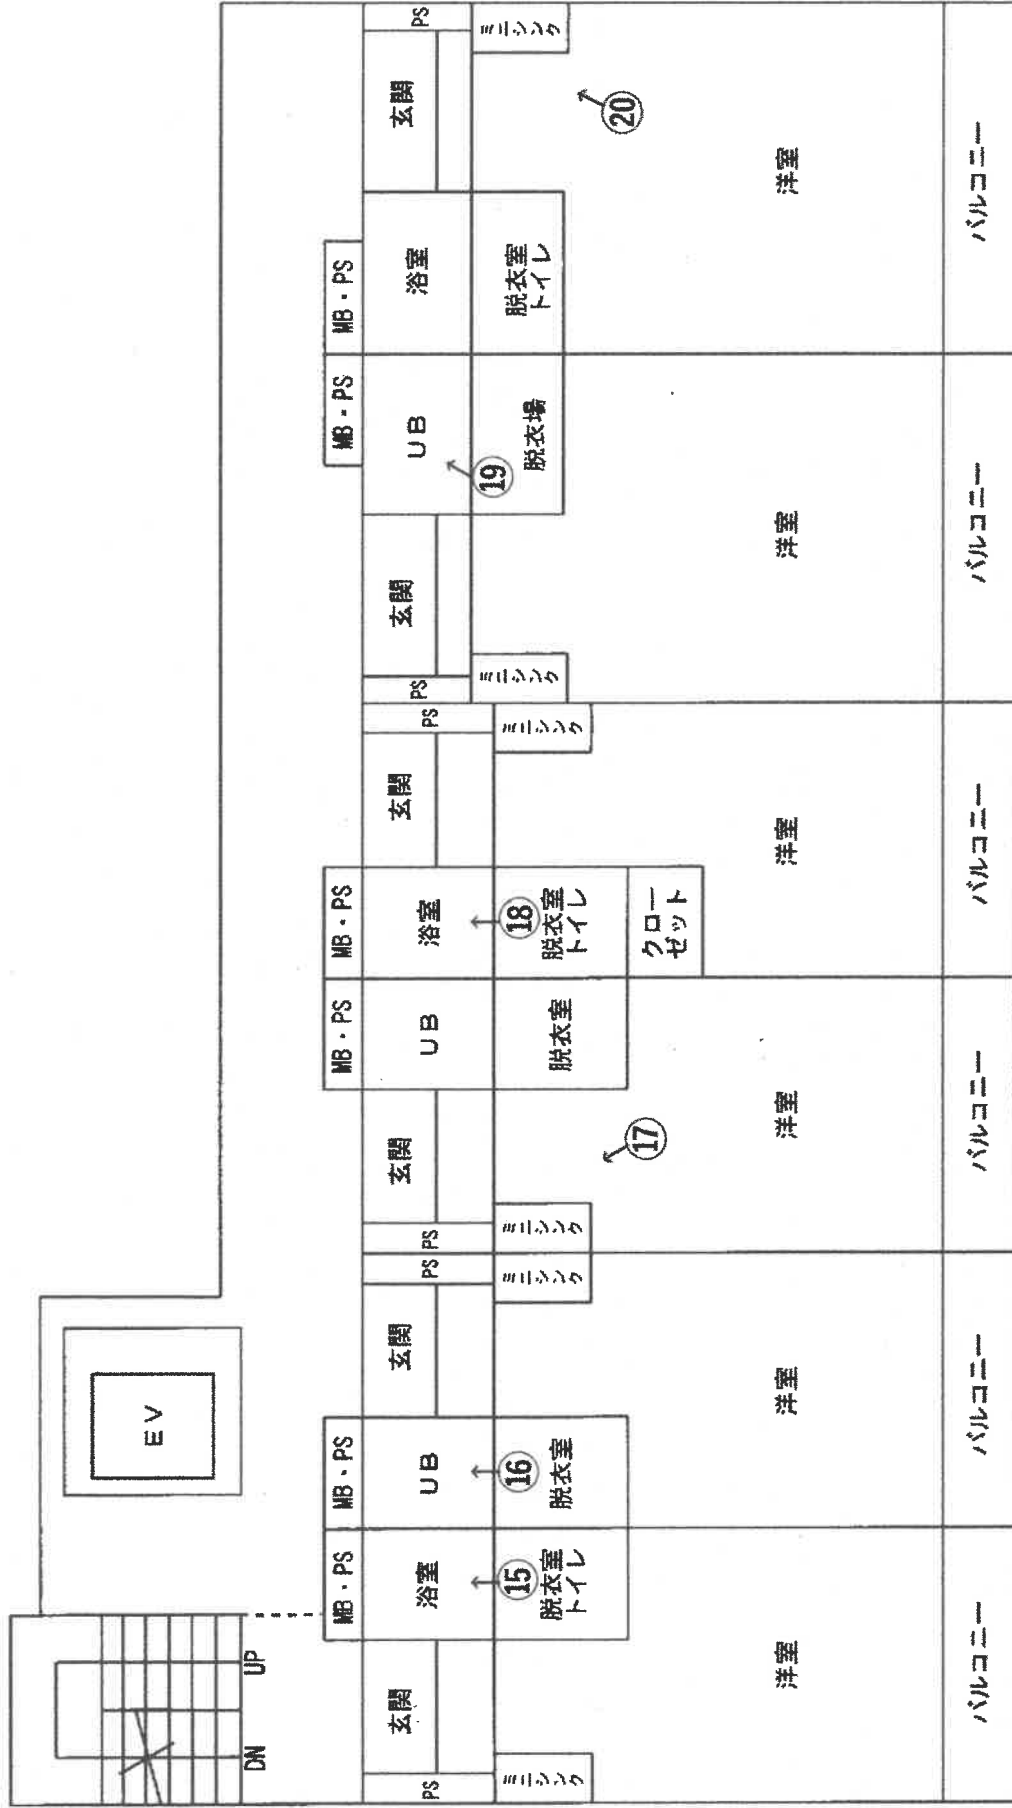 DN
UP
EV
MB・PS
MB・PS
MB・PS
MB・PS
MB・PS
MB・PS
PS
玄関
浴室
UB
玄関
PS
PS
玄関
UB
浴室
玄関
PS
PS
玄関
UB
浴室
玄関
PS
ミニシンク
15
脱衣室
トイレ
16
脱衣室
ミニシンク
ミニシンク
17
脱衣室
18
脱衣室
トイレ
クロー
ゼット
ミニシンク
ミニシンク
19
脱衣場
脱衣室
トイレ
20
ミニシンク
洋室
洋室
洋室
洋室
洋室
洋室
バルコニー
バルコニー
バルコニー
バルコニー
バルコニー
バルコニー